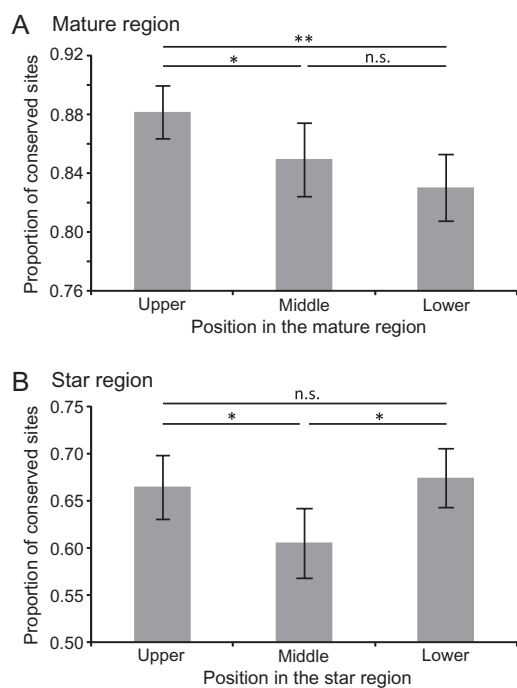 A Mature region
**
* n.s.
0.92
0.88
0.84
0.80
0.76
Proportion of conserved sites
Upper Middle Lower
Position in the mature region
B Star region
n.s.
* *
0.75
0.70
0.65
0.60
0.55
0.50
Proportion of conserved sites
Upper Middle Lower
Position in the star region